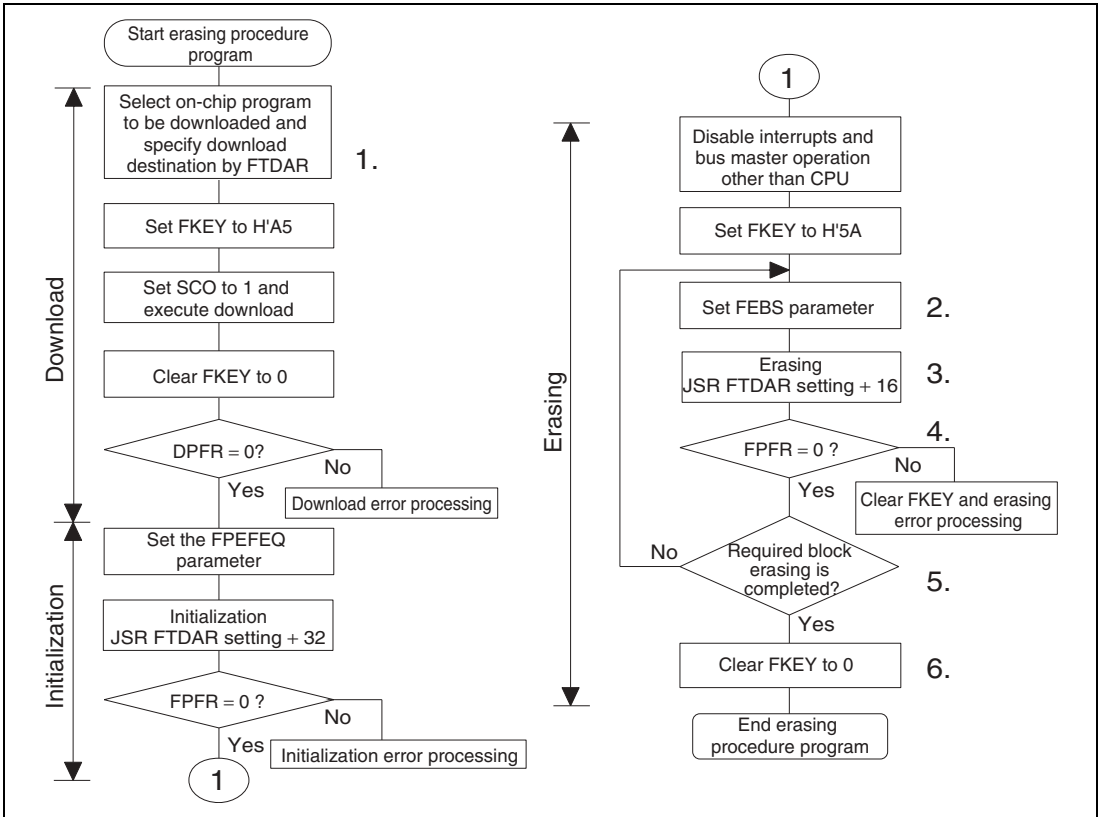 Start erasing procedure
program
Select on-chip program
to be downloaded and
specify download
destination by FTDAR
1.
Set FKEY to H'A5
Set SCO to 1 and
execute download
Clear FKEY to 0
DPFR = 0?
No
Yes
Download error processing
Download
Set the FPEFEQ
parameter
Initialization
JSR FTDAR setting + 32
FPFR = 0 ?
No
Yes
Initialization error processing
1
Initialization
1
Disable interrupts and
bus master operation
other than CPU
Set FKEY to H'5A
Set FEBS parameter
2.
Erasing
JSR FTDAR setting + 16
3.
4.
FPFR = 0 ?
No
Yes
Clear FKEY and erasing
error processing
No
Required block
erasing is
completed?
5.
Yes
Clear FKEY to 0
6.
End erasing
procedure program
Erasing